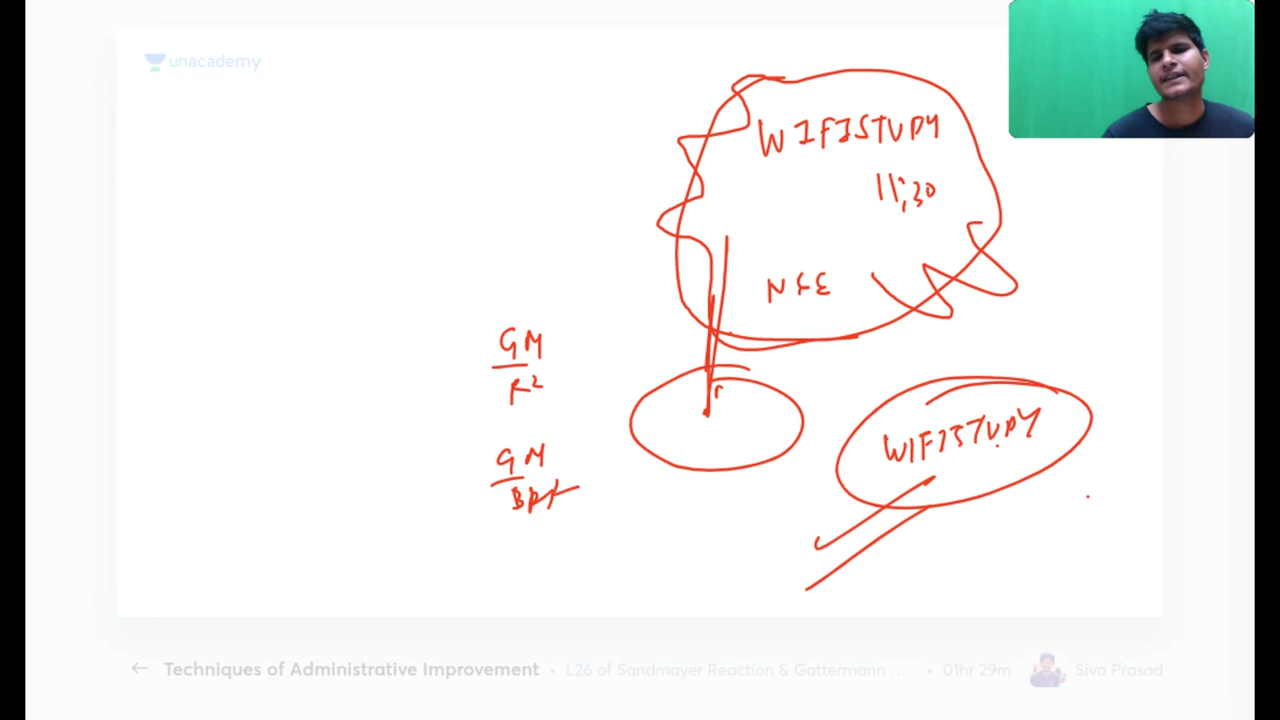 unacademy
WIFISTUDY
11:30
GM
R²
GM
WIFISTUDY
← Techniques of Administrative Improvement • L26 of Sandmayer Reaction & Gattermann ... • 01hr 29m Siva Prasad